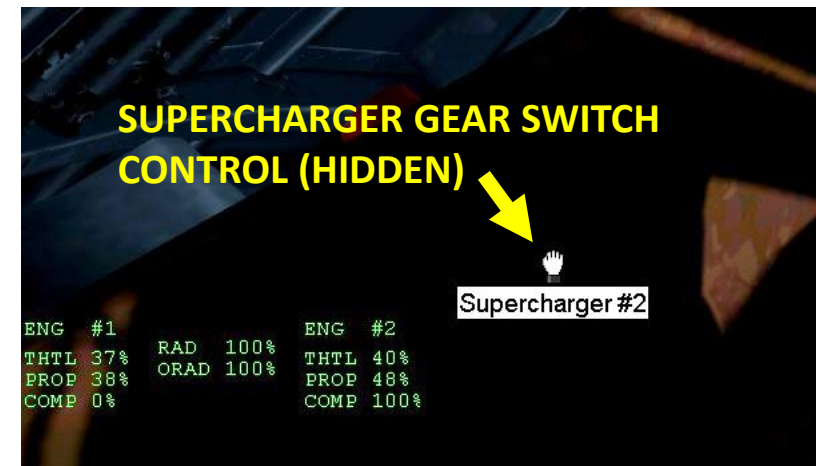 SUPERCHARGER GEAR SWITCH
CONTROL (HIDDEN)
Supercharger #2
ENG #1
THTL 37%
PROP 38%
COMP 0%
RAD 100%
ORAD 100%
ENG #2
THTL 40%
PROP 48%
COMP 100%